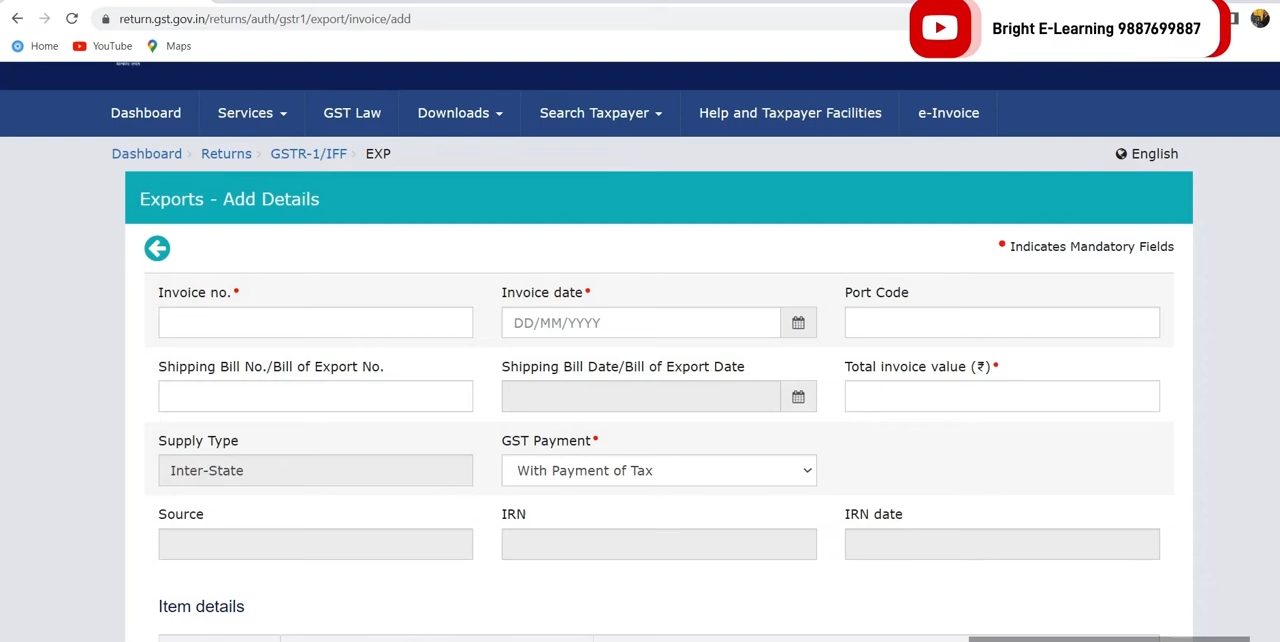 return.gst.gov.in/returns/auth/gstr1/export/invoice/add
Bright E-Learning 9887699887
Home YouTube Maps
Dashboard Services GST Law Downloads Search Taxpayer Help and Taxpayer Facilities e-Invoice
Dashboard Returns GSTR-1/IFF EXP English
Exports - Add Details
• Indicates Mandatory Fields
Invoice no.• Invoice date• Port Code
DD/MM/YYYY
Shipping Bill No./Bill of Export No. Shipping Bill Date/Bill of Export Date Total invoice value (₹)•
Supply Type GST Payment•
Inter-State With Payment of Tax
Source IRN IRN date
Item details